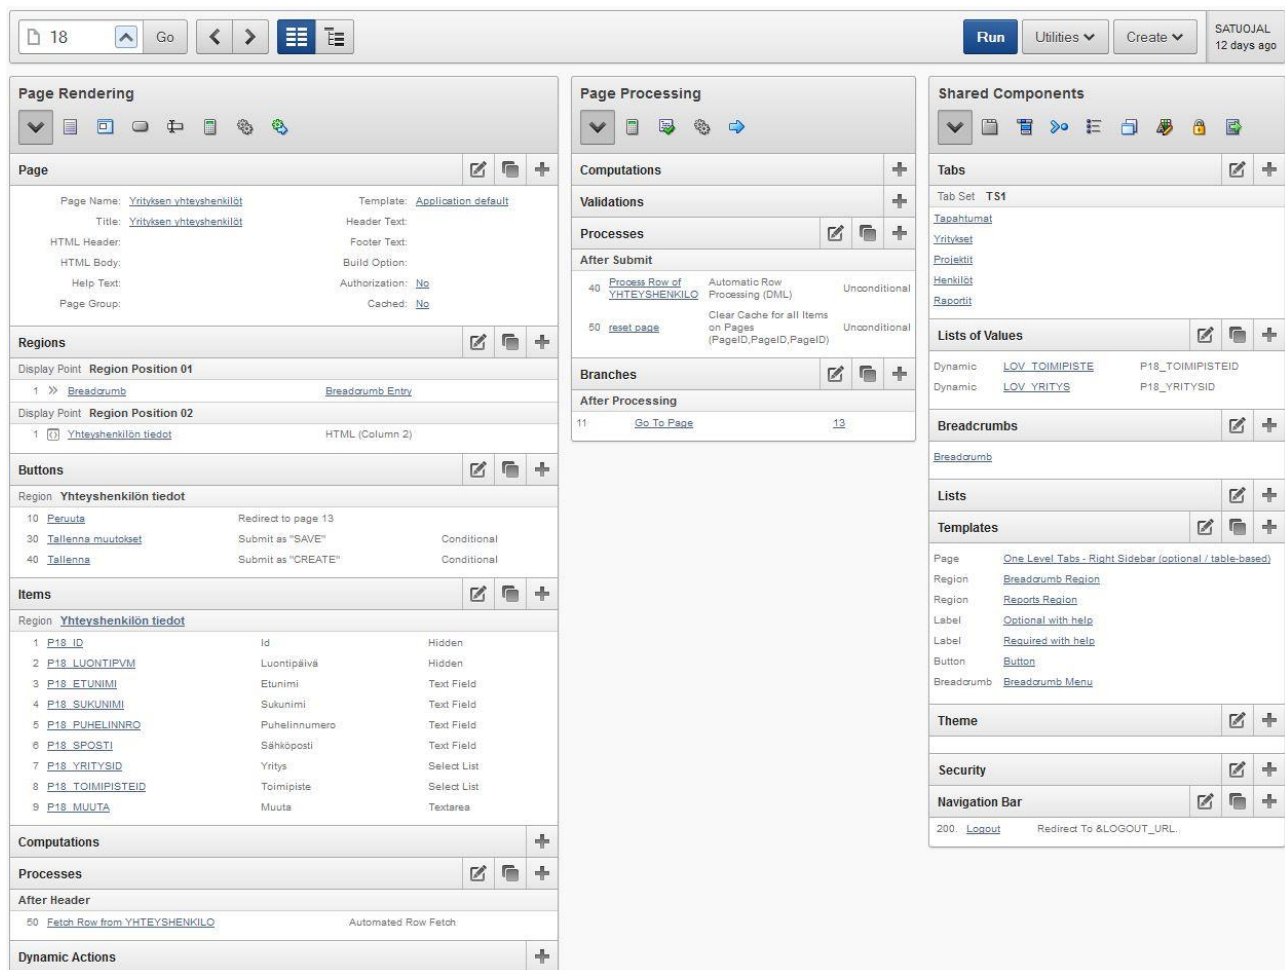 18 Go Run Utilities Create SATUOJAL
12 days ago
Page Rendering
Page
Page Name: Yrityksen yhteyshenkilöt Template: Application default
Title: Yrityksen yhteyshenkilöt Header Text:
HTML Header: Footer Text:
HTML Body: Build Option:
Help Text: Authorization: No
Page Group: Cached: No
Regions
Display Point Region Position 01
1 Breadcrumb Breadcrumb Entry
Display Point Region Position 02
1 Yhteyshenkilön tiedot HTML (Column 2)
Buttons
Region Yhteyshenkilön tiedot
10 Peruuta Redirect to page 13
30 Tallenna muutokset Submit as "SAVE" Conditional
40 Tallenna Submit as "CREATE" Conditional
Items
Region Yhteyshenkilön tiedot
1 P18_ID Id Hidden
2 P18_LUONTIPVM Luontipäivä Hidden
3 P18_ETUNIMI Etunimi Text Field
4 P18_SUKUNIMI Sukunimi Text Field
5 P18_PUHELINNRO Puhelinnumero Text Field
6 P18_SPOSTI Sähköposti Text Field
7 P18_YRITYSID Yritys Select List
8 P18_TOIMIPISTEID Toimipiste Select List
9 P18_MUUTA Muuta Textarea
Computations
Processes
After Header
50 Fetch Row from YHTEYSHENKILO Automated Row Fetch
Dynamic Actions
Page Processing
Computations
Validations
Processes
After Submit
40 Process Row of YHTEYSHENKILO Automatic Row Processing (DML) Unconditional
50 reset page Clear Cache for all Items on Pages (PageID,PageID,PageID) Unconditional
Branches
After Processing
11 Go To Page 13
Shared Components
Tabs
Tab Set TS1
Tapahtumat
Yritykset
Projektit
Henkilöt
Raportit
Lists of Values
Dynamic LOV_TOIMIPISTE P18_TOIMIPISTEID
Dynamic LOV_YRITYS P18_YRITYSID
Breadcrumbs
Breadcrumb
Lists
Templates
Page One Level Tabs - Right Sidebar (optional / table-based)
Region Breadcrumb Region
Region Reports Region
Label Optional with help
Label Required with help
Button Button
Breadcrumb Breadcrumb Menu
Theme
Security
Navigation Bar
200. Logout Redirect To &LOGOUT_URL.